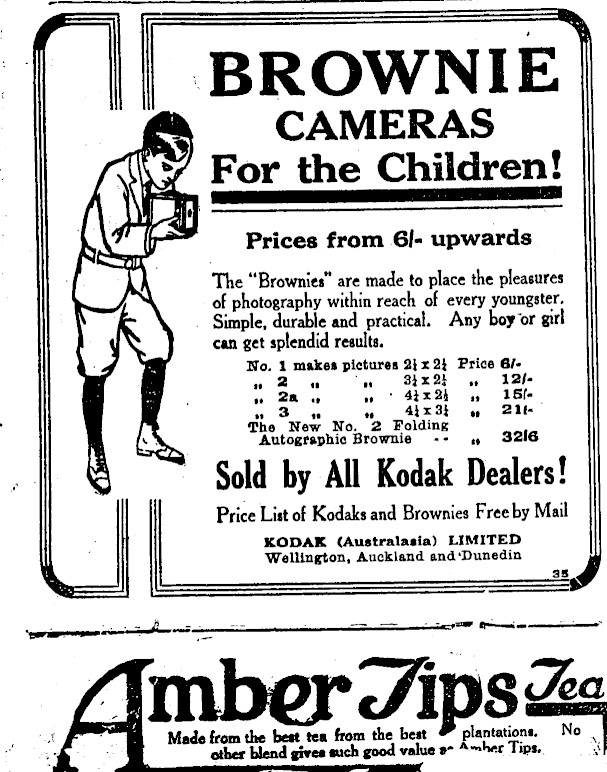 BROWNIE
CAMERAS
For the Children!
Prices from 6/- upwards
The "Brownies" are made to place the pleasures
of photography within reach of every youngster.
Simple, durable and practical. Any boy or girl
can get splendid results.
No. 1 makes pictures 2¼ x 2¼ Price 6/-
„ 2 „ „ 3¼ x 2¼ „ 12/-
„ 2a „ „ 4¼ x 2½ „ 15/-
„ 3 „ „ 4¼ x 3¼ „ 21/-
The New No. 2 Folding
Autographic Brownie - - „ 32/6
Sold by All Kodak Dealers!
Price List of Kodaks and Brownies Free by Mail
KODAK (Australasia) LIMITED
Wellington, Auckland and Dunedin
35
Amber Tips Tea
Made from the best tea from the best plantations. No
other blend gives such good value as Amber Tips.